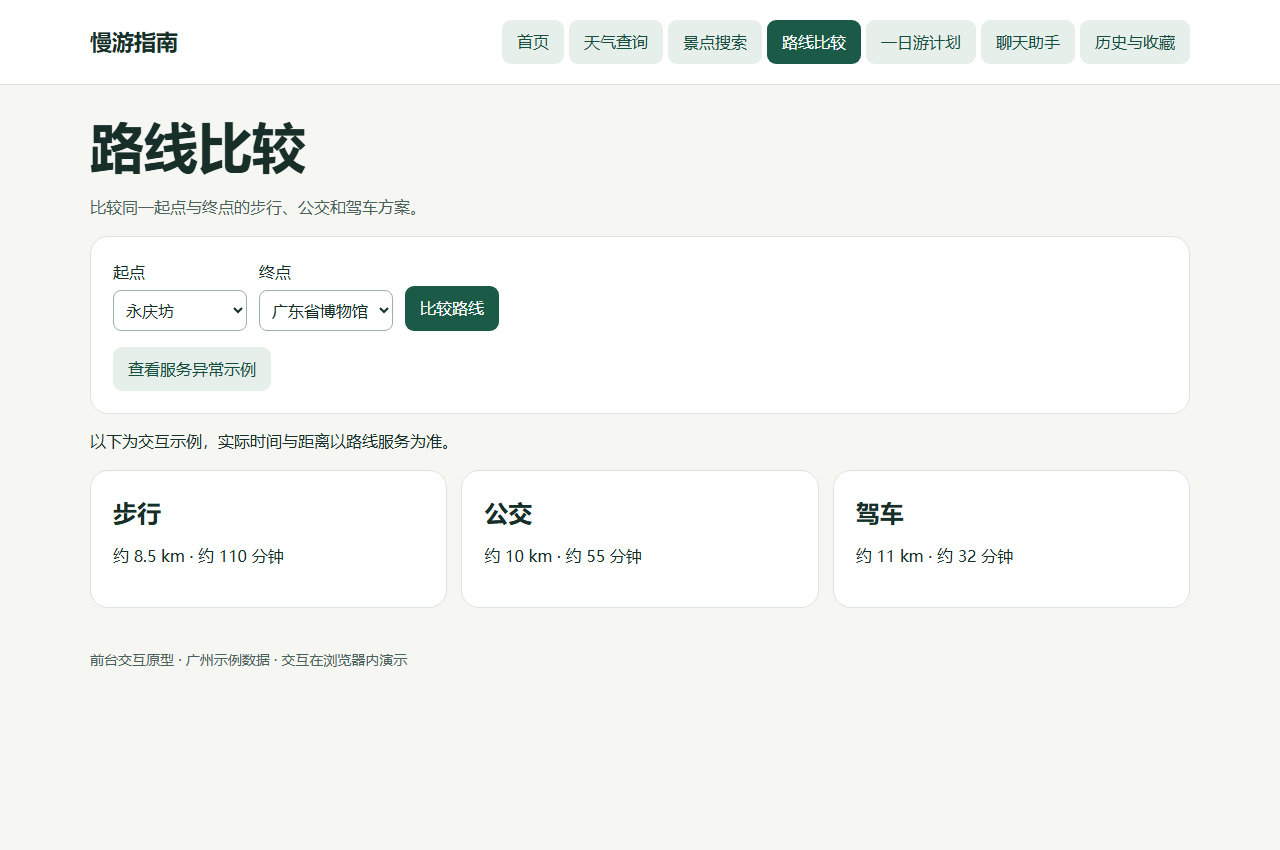 慢游指南
首页 天气查询 景点搜索 路线比较 一日游计划 聊天助手 历史与收藏
路线比较
比较同一起点与终点的步行、公交和驾车方案。
起点 终点
永庆坊 广东省博物馆 比较路线
查看服务异常示例
以下为交互示例，实际时间与距离以路线服务为准。
步行 公交 驾车
约 8.5 km · 约 110 分钟 约 10 km · 约 55 分钟 约 11 km · 约 32 分钟
前台交互原型 · 广州示例数据 · 交互在浏览器内演示